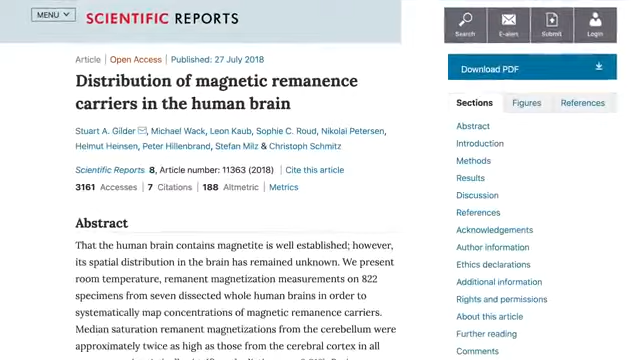 MENU
SCIENTIFIC REPORTS
Search
E-alert
Submit
Login
Article | Open Access | Published: 27 July 2018
Distribution of magnetic remanence
carriers in the human brain
Stuart A. Gilder, Michael Wack, Leon Kaub, Sophie C. Roud, Nikolai Petersen,
Helmut Heinsen, Peter Hillenbrand, Stefan Milz & Christoph Schmitz
Scientific Reports 8, Article number: 11363 (2018) | Cite this article
3161 Accesses | 7 Citations | 188 Altmetric | Metrics
Abstract
That the human brain contains magnetite is well established; however,
its spatial distribution in the brain has remained unknown. We present
room temperature, remanent magnetization measurements on 822
specimens from seven dissected whole human brains in order to
systematically map concentrations of magnetic remanence carriers.
Median saturation remanent magnetizations from the cerebellum were
approximately twice as high as those from the cerebral cortex in all
Download PDF
Sections
Figures
References
Abstract
Introduction
Methods
Results
Discussion
References
Acknowledgements
Author information
Ethics declarations
Additional information
Rights and permissions
About this article
Further reading
Comments